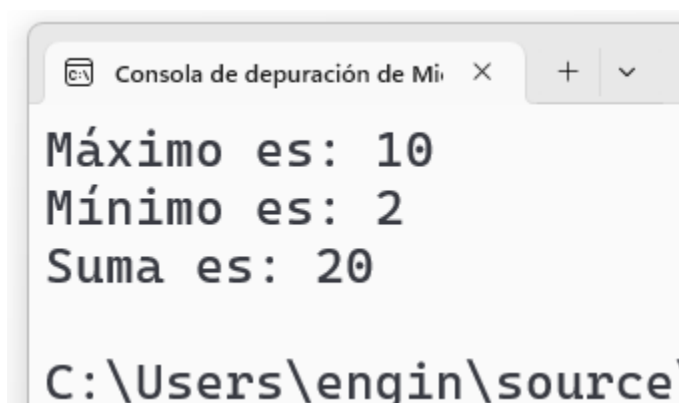 Consola de depuración de Mi
Máximo es: 10
Mínimo es: 2
Suma es: 20
C:\Users\engin\source\